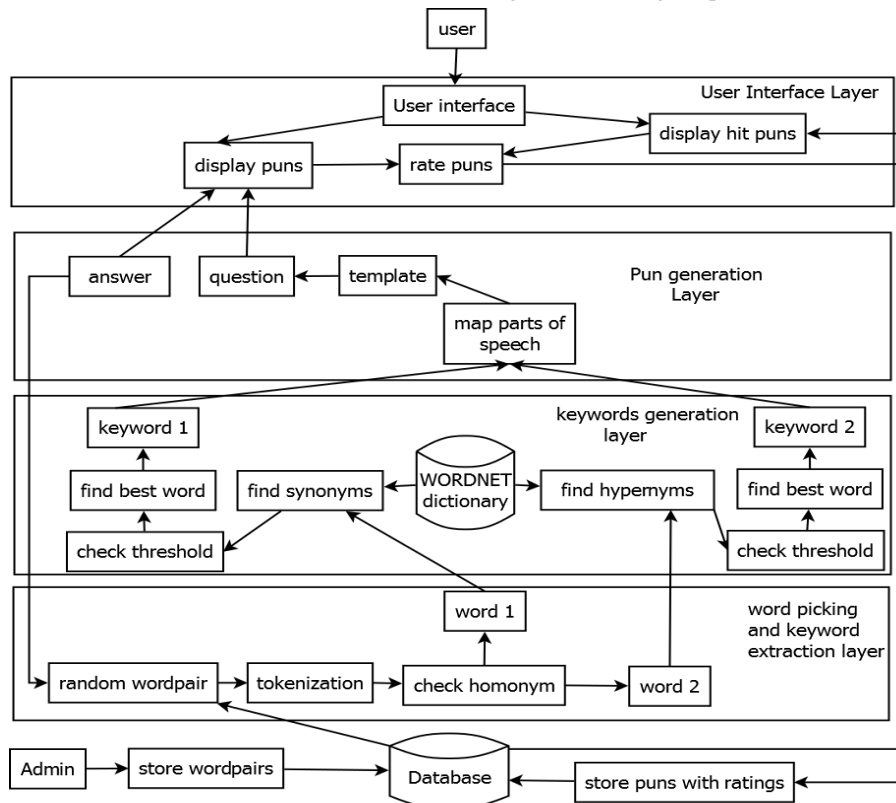 user
User Interface Layer
User interface
display hit puns
display puns
rate puns
answer
question
template
Pun generation
Layer
map parts of
speech
keyword 1
keywords generation
layer
keyword 2
find best word
find synonyms
WORDNET
dictionary
find hypernyms
find best word
check threshold
check threshold
word 1
word picking
and keyword
extraction layer
random wordpair
tokenization
check homonym
word 2
Admin
store wordpairs
Database
store puns with ratings